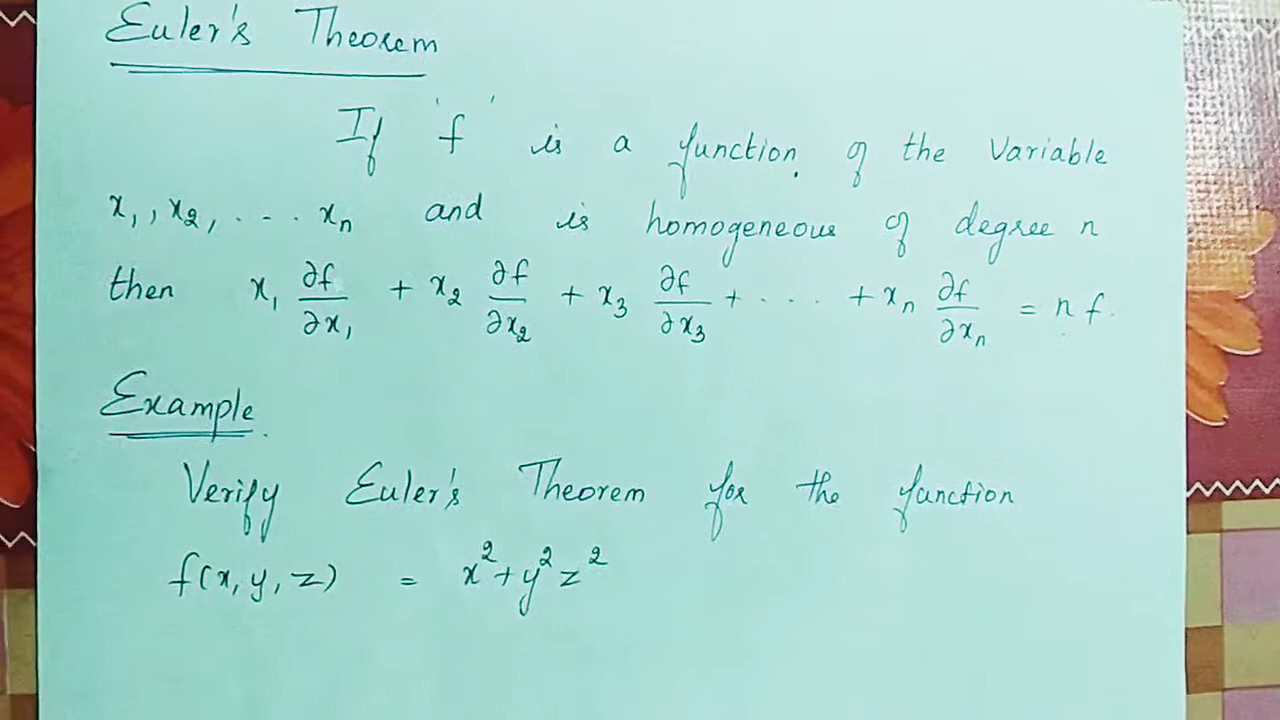 Euler's Theorem
If 'f' is a function of the variable
x₁, x₂, .... xₙ and is homogeneous of degree n
then x₁ ∂f/∂x₁ + x₂ ∂f/∂x₂ + x₃ ∂f/∂x₃ + .... + xₙ ∂f/∂xₙ = n f.
Example.
Verify Euler's Theorem for the function
f(x, y, z) = x² + y² z²